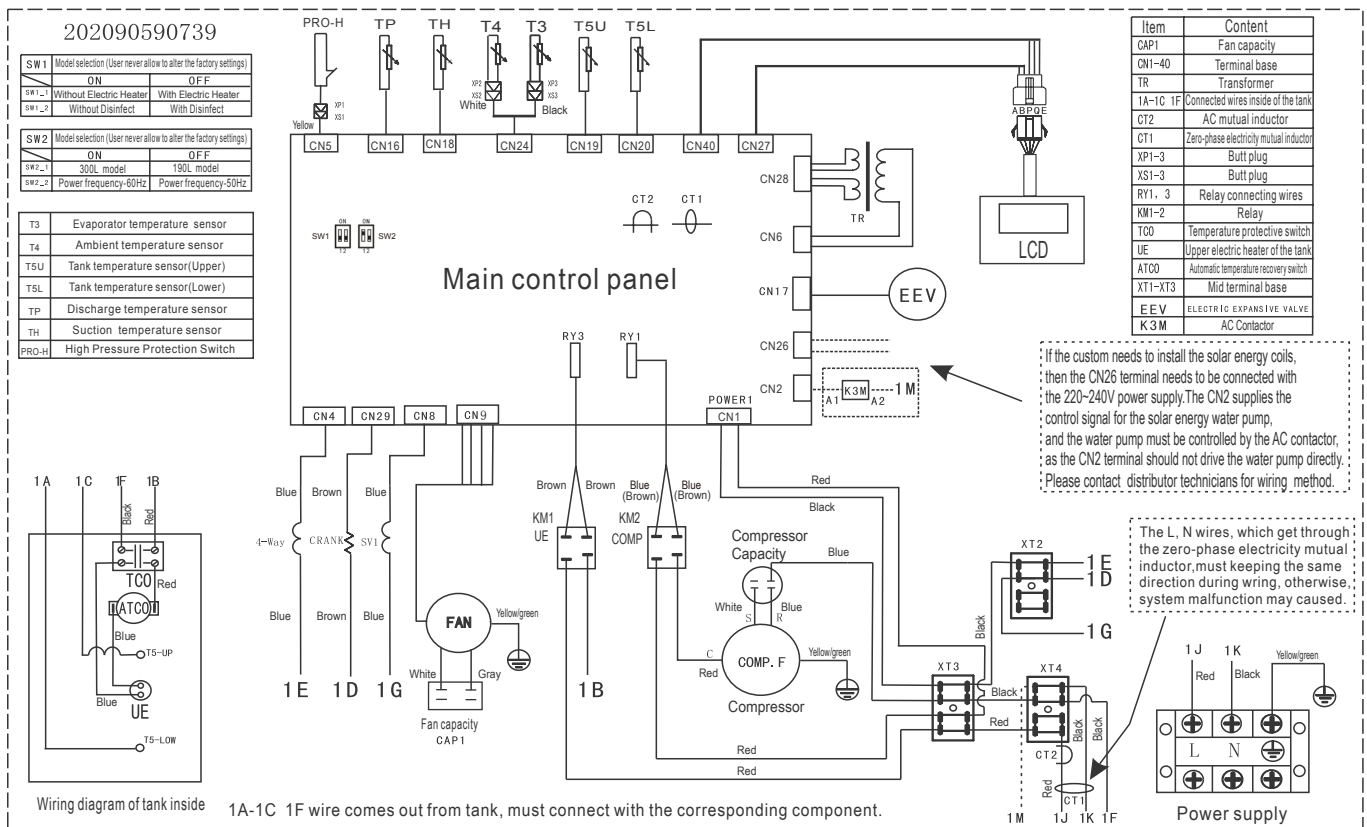 202090590739
SW1 Model selection (User never allow to alter the factory settings)
ON OFF
SW1_1 Without Electric Heater With Electric Heater
SW1_2 Without Disinfect With Disinfect
SW2 Model selection (User never allow to alter the factory settings)
ON OFF
SW2_1 300L model 190L model
SW2_2 Power frequency-60Hz Power frequency-50Hz
T3 Evaporator temperature sensor
T4 Ambient temperature sensor
T5U Tank temperature sensor(Upper)
T5L Tank temperature sensor(Lower)
TP Discharge temperature sensor
TH Suction temperature sensor
PRO-H High Pressure Protection Switch
PRO-H TP TH T4 T3 T5U T5L
XP1
XS1
XP2
XS2
XP3
XS3
Yellow White Black
CN5 CN16 CN18 CN24 CN19 CN20 CN40 CN27
ABPQE
LCD
CN28
TR
CN6
CN17
EEV
CN26
CN2
A1 K3M A2 1M
CT2 CT1
SW1 ON 12 ON 12 SW2
Main control panel
RY3 RY1
POWER1
CN4 CN29 CN8 CN9 CN1
Item Content
CAP1 Fan capacity
CN1-40 Terminal base
TR Transformer
1A-1C 1F Connected wires inside of the tank
CT2 AC mutual inductor
CT1 Zero-phase electricity mutual inductor
XP1-3 Butt plug
XS1-3 Butt plug
RY1, 3 Relay connecting wires
KM1-2 Relay
TCO Temperature protective switch
UE Upper electric heater of the tank
ATCO Automatic temperature recovery switch
XT1-XT3 Mid terminal base
EEV ELECTRIC EXPANSIVE VALVE
K3M AC Contactor
If the custom needs to install the solar energy coils,
then the CN26 terminal needs to be connected with
the 220~240V power supply.The CN2 supplies the
control signal for the solar energy water pump,
and the water pump must be controlled by the AC contactor,
as the CN2 terminal should not drive the water pump directly.
Please contact distributor technicians for wiring method.
The L, N wires, which get through
the zero-phase electricity mutual
inductor,must keeping the same
direction during wring, otherwise,
system malfunction may caused.
1A 1C 1F 1B
Black Red
TCO Red
ATCO
Blue
T5-UP
Blue
UE
T5-LOW
Wiring diagram of tank inside
Blue Brown Blue
4-Way CRANK SV1
Blue Brown Blue
1E 1D 1G
FAN
Yellow/green
White Gray
Fan capacity
CAP1
Brown Brown Blue (Brown) Blue (Brown)
KM1
UE
KM2
COMP
1B
Red
Black
Compressor
Capacity
Blue
White Blue
S R
C
Red
COMP.F
Yellow/green
Compressor
Red
Red
Black
XT2
1E
1D
1G
XT3 XT4
Black
Red
CT2
Black Black
Red
CT1
1M 1J 1K 1F
1J 1K
Red Black Yellow/green
L N
Power supply
1A-1C 1F wire comes out from tank, must connect with the corresponding component.